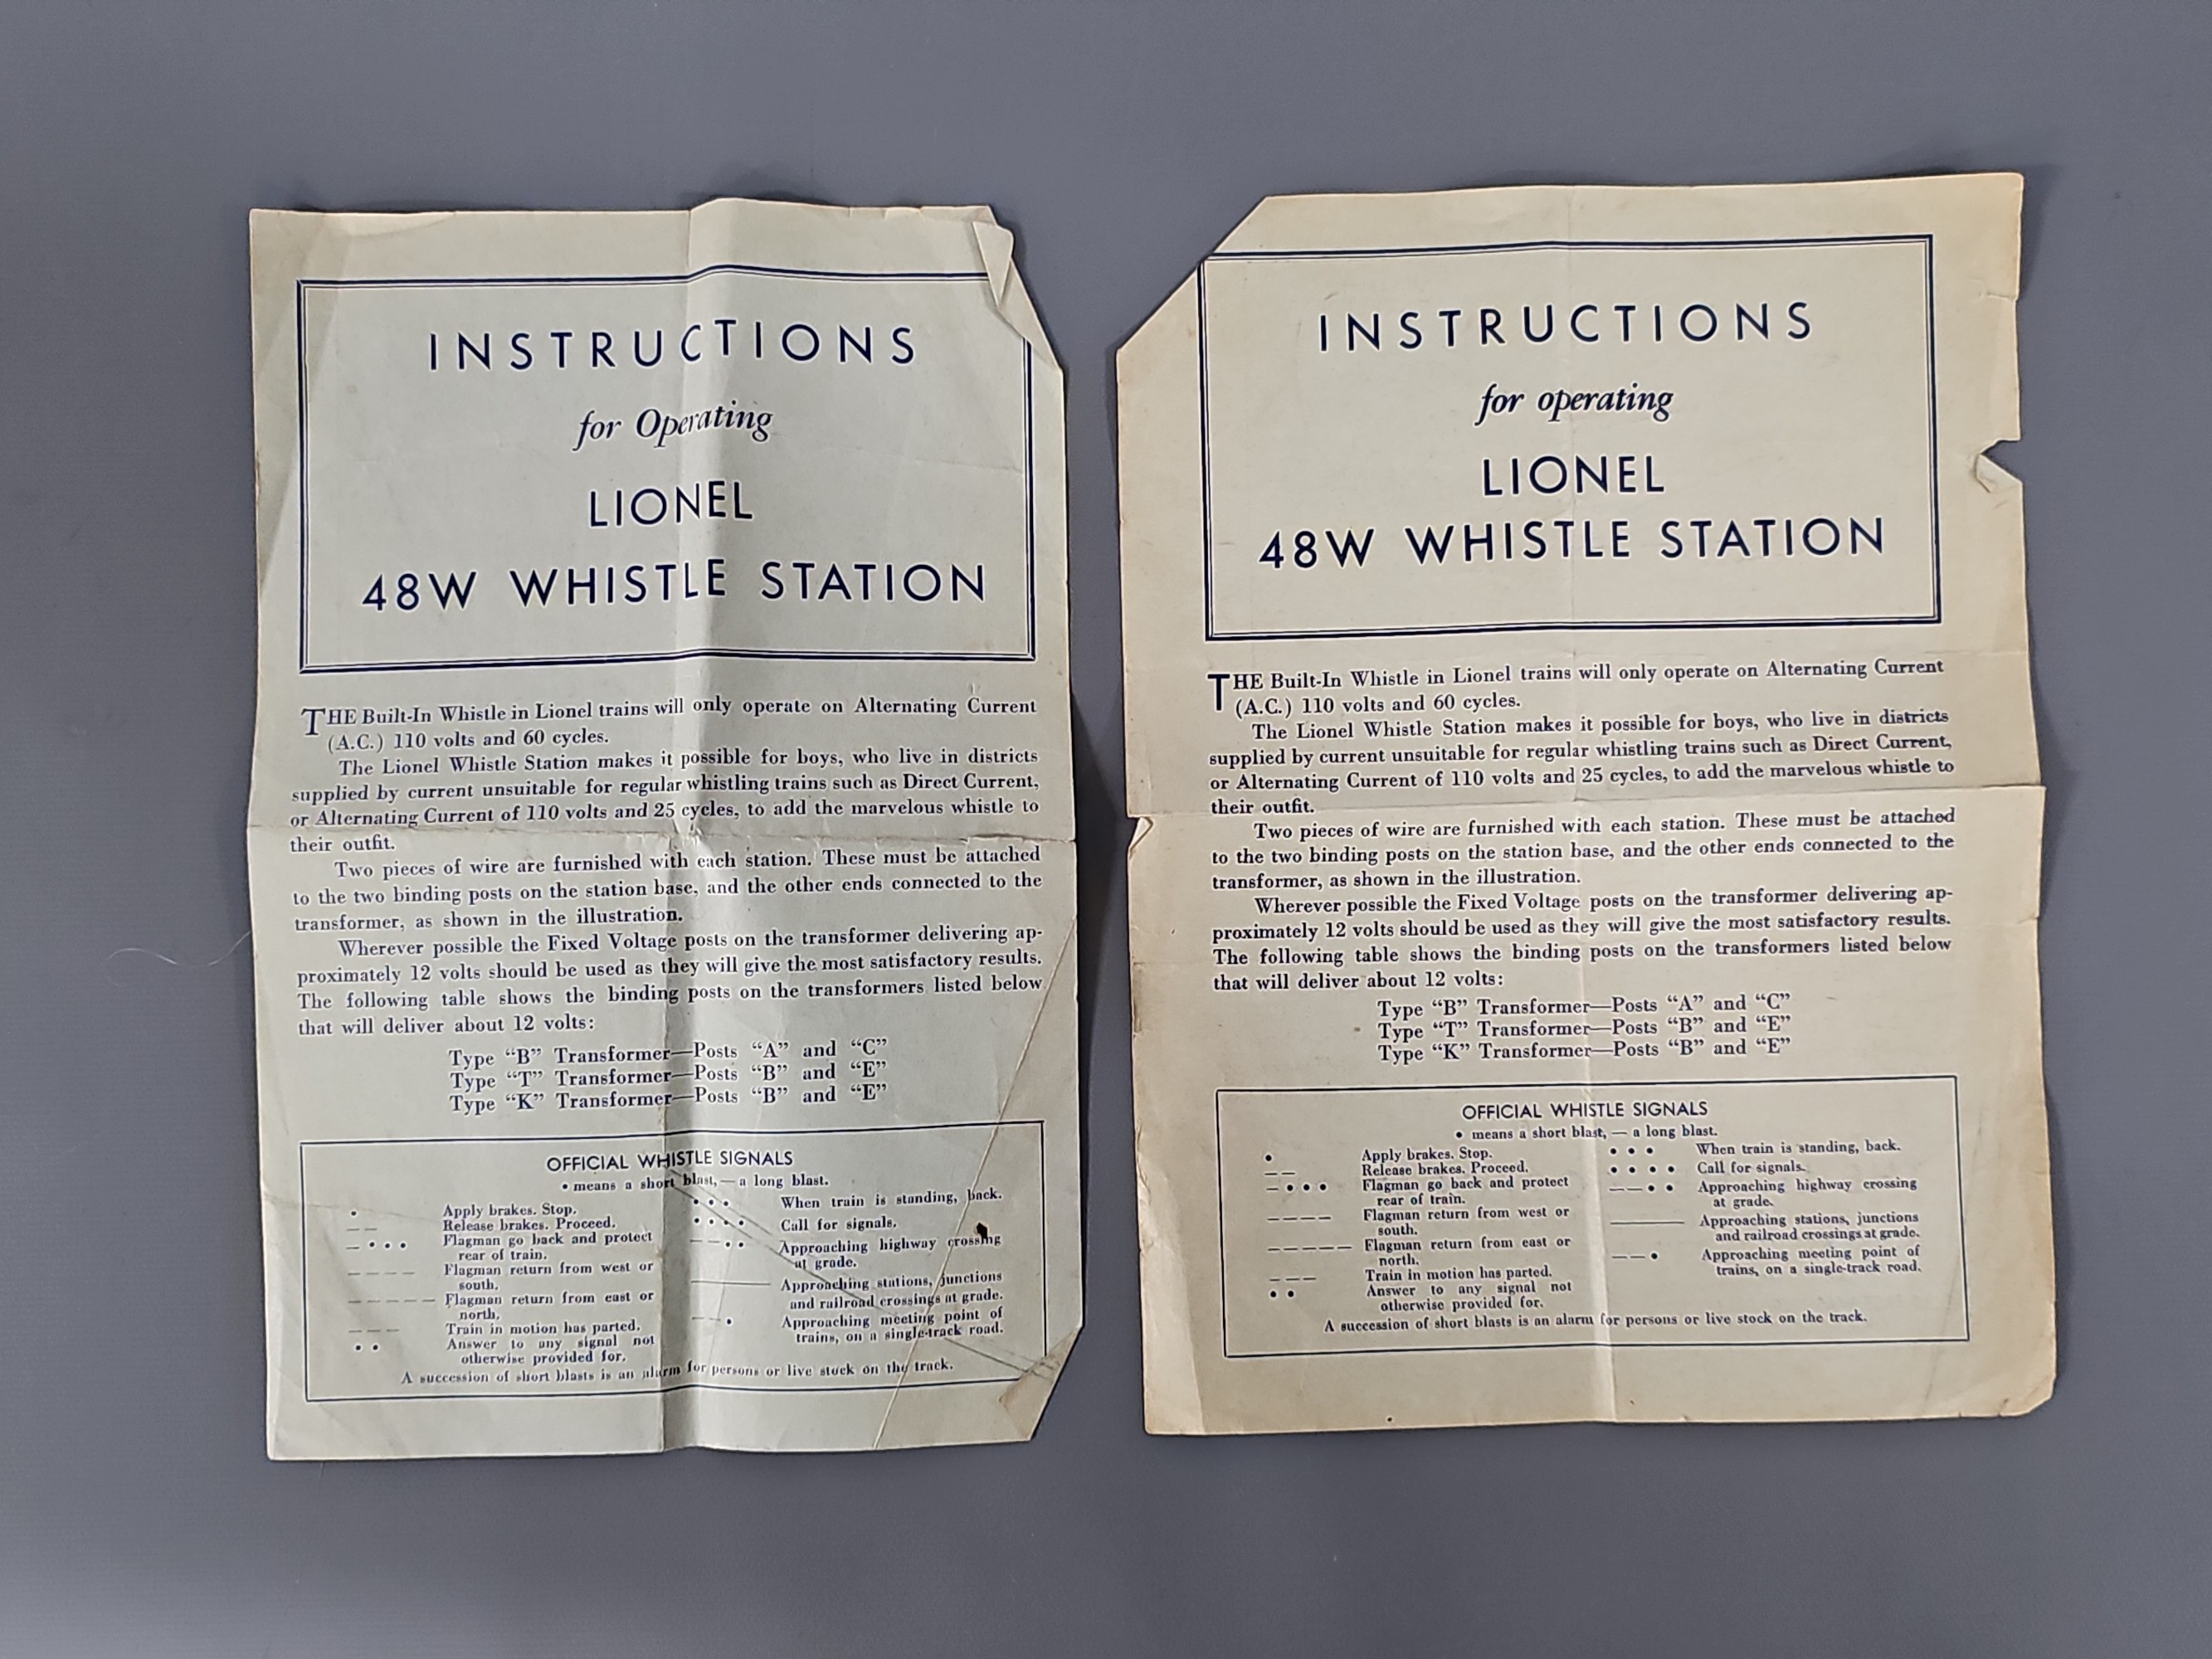 INSTRUCTIONS
for Operating
LIONEL
48W WHISTLE STATION
THE Built-In Whistle in Lionel trains will only operate on Alternating Current
(A.C.) 110 volts and 60 cycles.
The Lionel Whistle Station makes it possible for boys, who live in districts
supplied by current unsuitable for regular whistling trains such as Direct Current,
or Alternating Current of 110 volts and 25 cycles, to add the marvelous whistle to
their outfit.
Two pieces of wire are furnished with each station. These must be attached
to the two binding posts on the station base, and the other ends connected to the
transformer, as shown in the illustration.
Wherever possible the Fixed Voltage posts on the transformer delivering ap-
proximately 12 volts should be used as they will give the most satisfactory results.
The following table shows the binding posts on the transformers listed below
that will deliver about 12 volts:
Type “B” Transformer—Posts “A” and “C”
Type “T” Transformer—Posts “B” and “E”
Type “K” Transformer—Posts “B” and “E”
OFFICIAL WHISTLE SIGNALS
• means a short blast, — a long blast.
• Apply brakes. Stop.
— — Release brakes. Proceed.
— • • • Flagman go back and protect
rear of train.
— — — — Flagman return from west or
south.
— — — — — Flagman return from east or
north.
— — — Train in motion has parted.
• • Answer to any signal not
otherwise provided for.
• • • When train is standing, back.
• • • • Call for signals.
— — • • Approaching highway crossing
at grade.
——— Approaching stations, junctions
and railroad crossings at grade.
— — • Approaching meeting point of
trains, on a single-track road.
A succession of short blasts is an alarm for persons or live stock on the track.
INSTRUCTIONS
for operating
LIONEL
48W WHISTLE STATION
THE Built-In Whistle in Lionel trains will only operate on Alternating Current
(A.C.) 110 volts and 60 cycles.
The Lionel Whistle Station makes it possible for boys, who live in districts
supplied by current unsuitable for regular whistling trains such as Direct Current,
or Alternating Current of 110 volts and 25 cycles, to add the marvelous whistle to
their outfit.
Two pieces of wire are furnished with each station. These must be attached
to the two binding posts on the station base, and the other ends connected to the
transformer, as shown in the illustration.
Wherever possible the Fixed Voltage posts on the transformer delivering ap-
proximately 12 volts should be used as they will give the most satisfactory results.
The following table shows the binding posts on the transformers listed below
that will deliver about 12 volts:
Type “B” Transformer—Posts “A” and “C”
Type “T” Transformer—Posts “B” and “E”
Type “K” Transformer—Posts “B” and “E”
OFFICIAL WHISTLE SIGNALS
• means a short blast, — a long blast.
• Apply brakes. Stop.
— — Release brakes. Proceed.
— • • • Flagman go back and protect
rear of train.
— — — — Flagman return from west or
south.
— — — — — Flagman return from east or
north.
— — — Train in motion has parted.
• • Answer to any signal not
otherwise provided for.
• • • When train is standing, back.
• • • • Call for signals.
— — • • Approaching highway crossing
at grade.
——— Approaching stations, junctions
and railroad crossings at grade.
— — • Approaching meeting point of
trains, on a single-track road.
A succession of short blasts is an alarm for persons or live stock on the track.